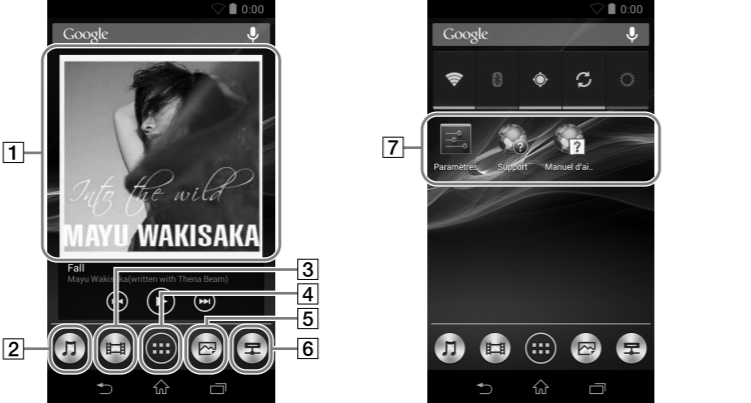 0:00
Google
1
Into the wild
MAYU WAKISAKA
Fall
Mayu Wakisaka(written with Thena Beam)
3
4
5
2
6
0:00
Google
7
Paramètres
Support
Manuel d'ai..